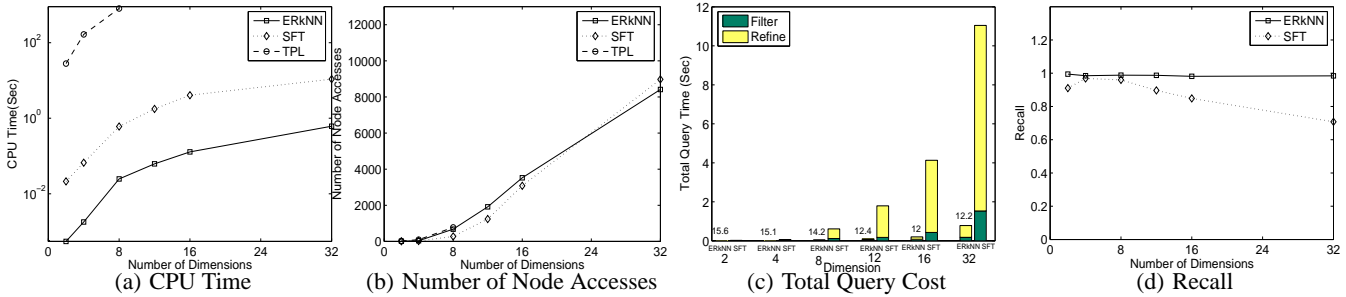 10^2
10^0
10^-2
CPU Time(Sec)
ERkNN
SFT
TPL
0 8 16 24 32
Number of Dimensions
(a) CPU Time
12000
10000
8000
6000
4000
2000
0
Number of Node Accesses
ERkNN
SFT
TPL
0 8 16 24 32
Number of Dimensions
(b) Number of Node Accesses
12
10
8
6
4
2
0
Total Query Time (Sec)
Filter
Refine
15.6
15.1
14.2
12.4
12
12.2
ERkNN SFT ERkNN SFT ERkNN SFT ERkNN SFT ERkNN SFT ERkNN SFT
2 4 8 12 16 32
Dimension
(c) Total Query Cost
1.2
1
0.8
0.6
0.4
0.2
0
Recall
ERkNN
SFT
0 8 16 24 32
Number of Dimensions
(d) Recall